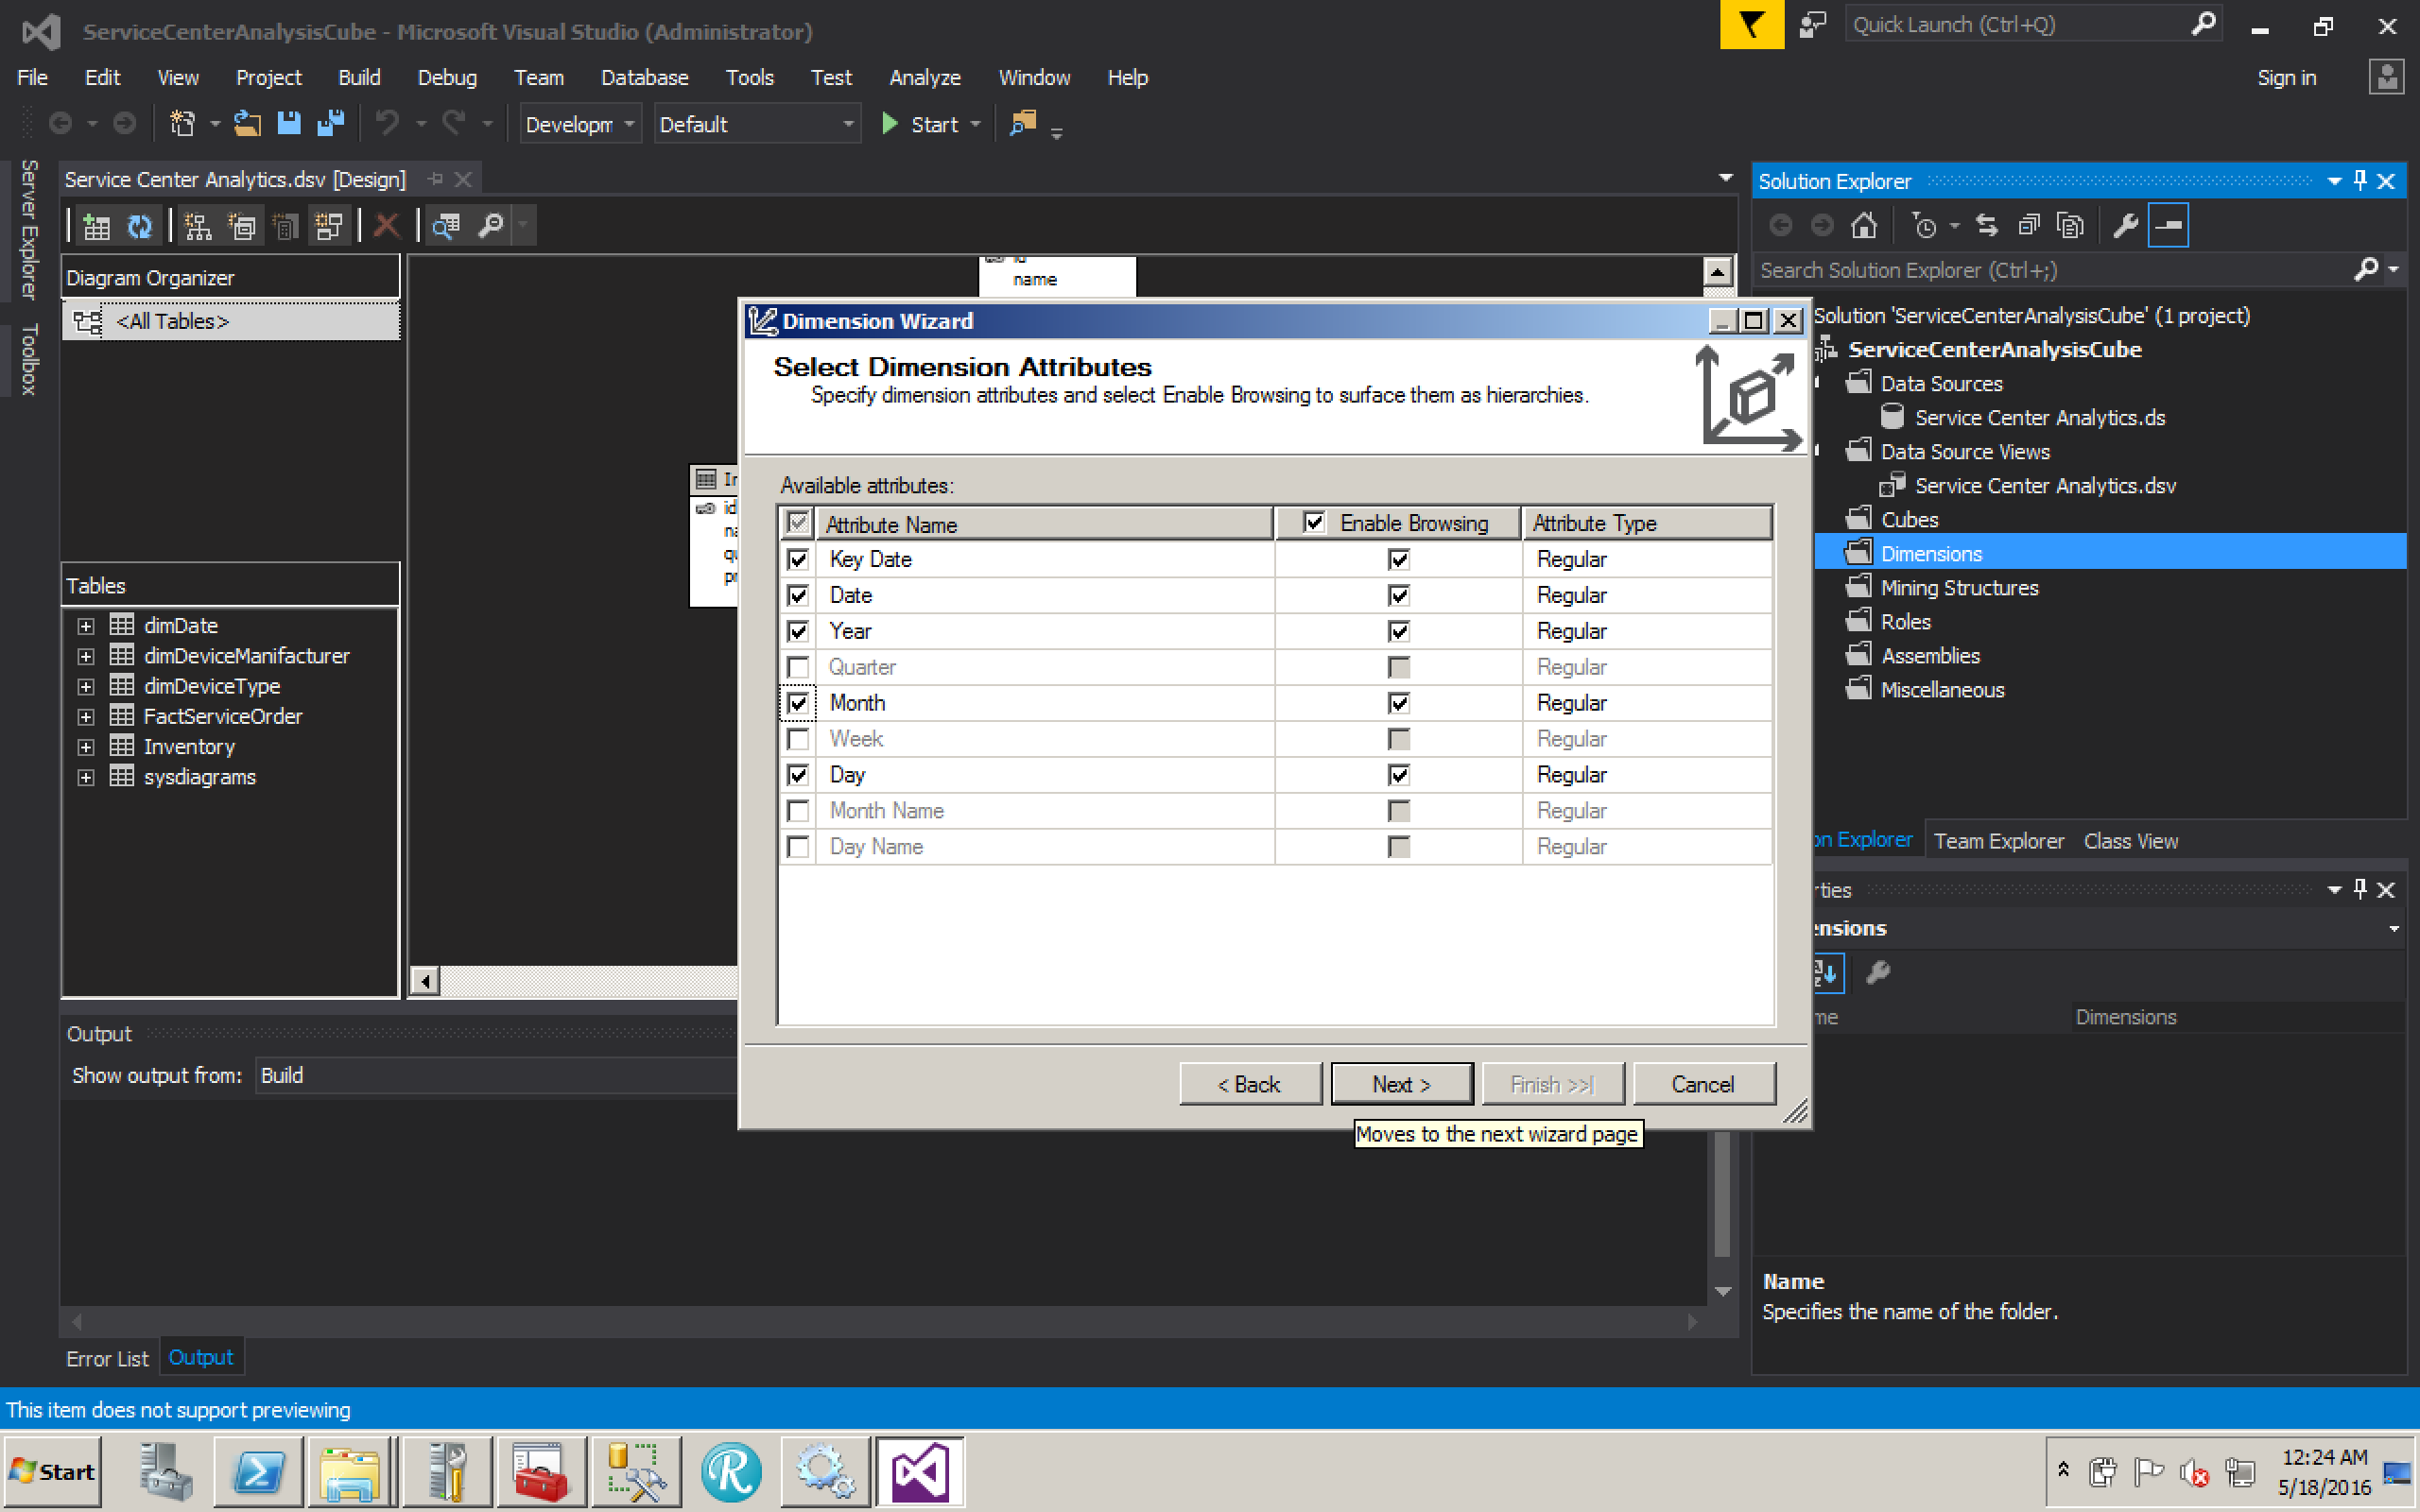 ServiceCenterAnalysisCube - Microsoft Visual Studio (Administrator)
Quick Launch (Ctrl+Q)
File Edit View Project Build Debug Team Database Tools Test Analyze Window Help
Sign in
Developm Default Start
Server Explorer
Toolbox
Service Center Analytics.dsv [Design]
Diagram Organizer
<All Tables>
Tables
dimDate
dimDeviceManifacturer
dimDeviceType
FactServiceOrder
Inventory
sysdiagrams
id
name
id
Dimension Wizard
Select Dimension Attributes
Specify dimension attributes and select Enable Browsing to surface them as hierarchies.
Available attributes:
Attribute Name Enable Browsing Attribute Type
Key Date Regular
Date Regular
Year Regular
Quarter Regular
Month Regular
Week Regular
Day Regular
Month Name Regular
Day Name Regular
< Back Next > Finish >>| Cancel
Moves to the next wizard page
Solution Explorer
Search Solution Explorer (Ctrl+;)
Solution 'ServiceCenterAnalysisCube' (1 project)
ServiceCenterAnalysisCube
Data Sources
Service Center Analytics.ds
Data Source Views
Service Center Analytics.dsv
Cubes
Dimensions
Mining Structures
Roles
Assemblies
Miscellaneous
on Explorer Team Explorer Class View
rties
ensions
me Dimensions
Name
Specifies the name of the folder.
Output
Show output from: Build
Error List Output
This item does not support previewing
Start
12:24 AM
5/18/2016